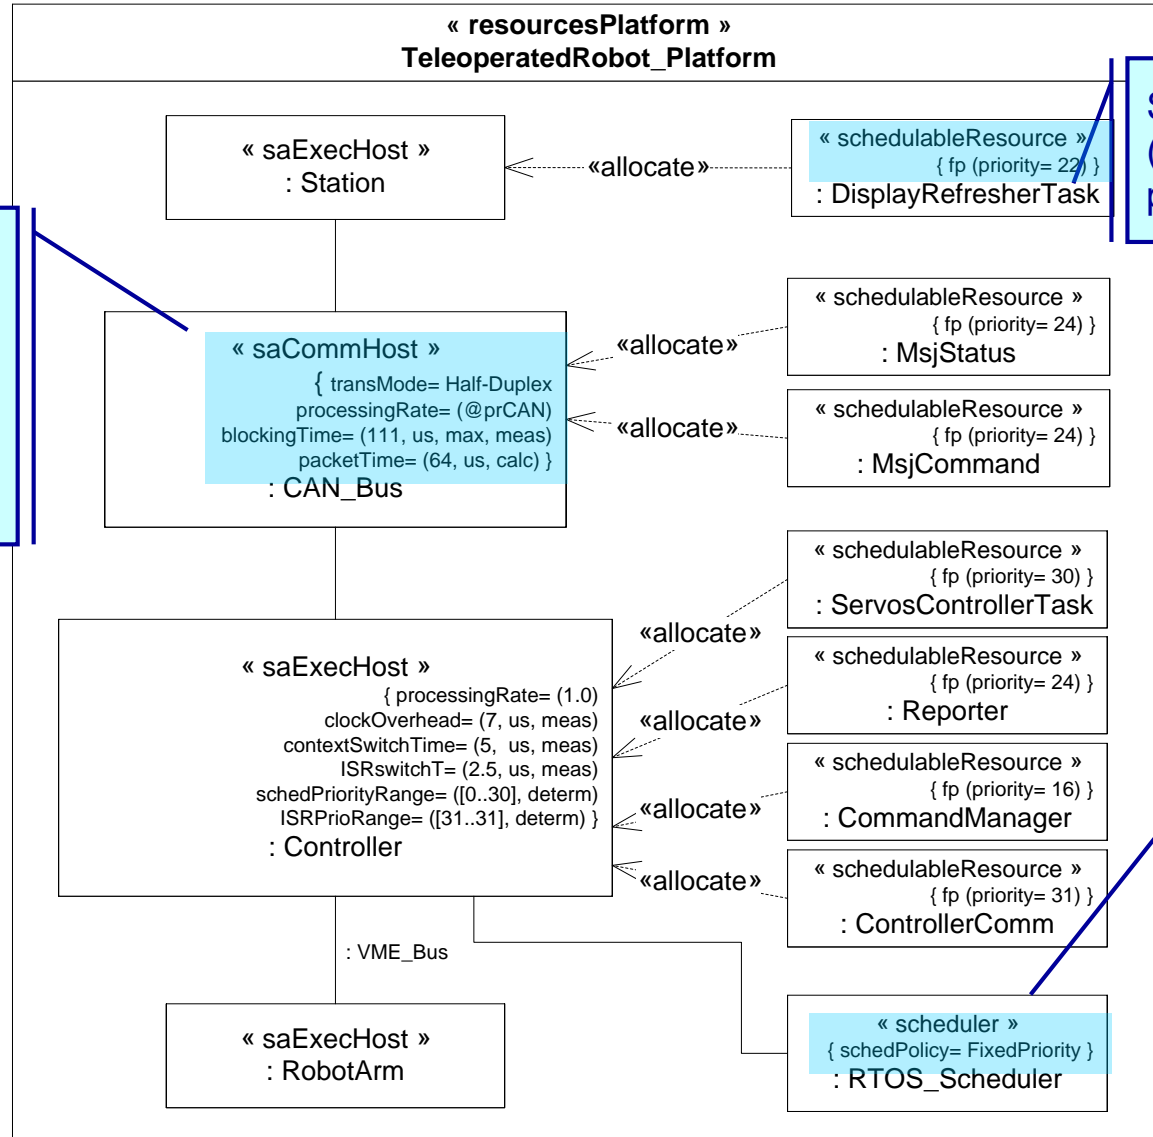 « resourcesPlatform »
TeleoperatedRobot_Platform
« saExecHost »
: Station
«allocate»
« schedulableResource »
{ fp (priority= 22) }
: DisplayRefresherTask
« saCommHost »
{ transMode= Half-Duplex
processingRate= (@prCAN)
blockingTime= (111, us, max, meas)
packetTime= (64, us, calc) }
: CAN_Bus
«allocate»
« schedulableResource »
{ fp (priority= 24) }
: MsjStatus
«allocate»
« schedulableResource »
{ fp (priority= 24) }
: MsjCommand
« saExecHost »
{ processingRate= (1.0)
clockOverhead= (7, us, meas)
contextSwitchTime= (5, us, meas)
ISRswitchT= (2.5, us, meas)
schedPriorityRange= ([0..30], determ)
ISRPrioRange= ([31..31], determ) }
: Controller
«allocate»
« schedulableResource »
{ fp (priority= 30) }
: ServosControllerTask
«allocate»
« schedulableResource »
{ fp (priority= 24) }
: Reporter
«allocate»
« schedulableResource »
{ fp (priority= 16) }
: CommandManager
«allocate»
« schedulableResource »
{ fp (priority= 31) }
: ControllerComm
: VME_Bus
« saExecHost »
: RobotArm
« scheduler »
{ schedPolicy= FixedPriority }
: RTOS_Scheduler